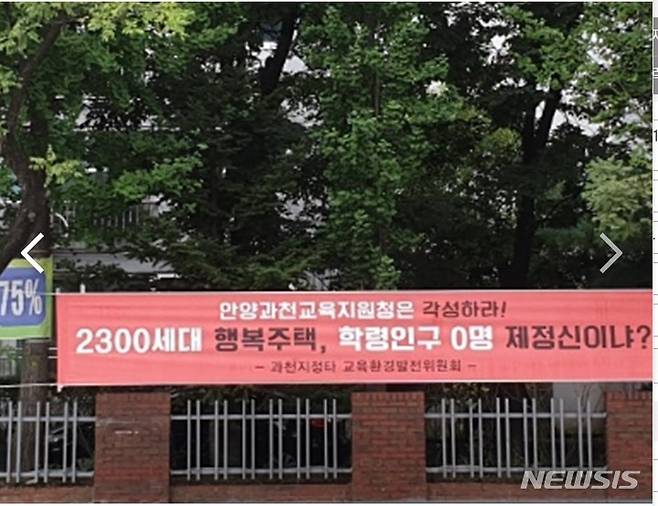 75%
안양과천교육지원청은 각성하라!
2300세대 행복주택, 학령인구 0명 제정신이냐?
- 과천지정타 교육환경발전위원회 -
NEWSIS